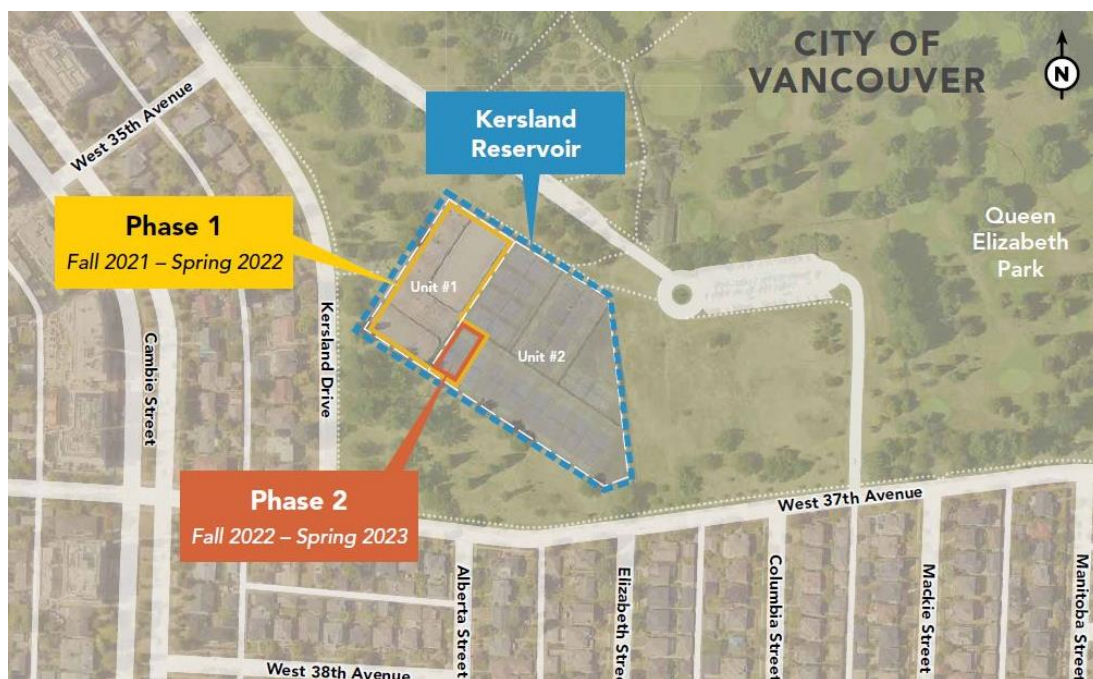 CITY OF
VANCOUVER
N
West 35th Avenue
Kersland
Reservoir
Phase 1
Fall 2021 – Spring 2022
Queen
Elizabeth
Park
Unit #1
Unit #2
Cambie Street
Kersland Drive
Phase 2
Fall 2022 – Spring 2023
West 37th Avenue
Alberta Street
Elizabeth Stree
Columbia Street
Mackie Street
Manitoba Street
West 38th Avenue